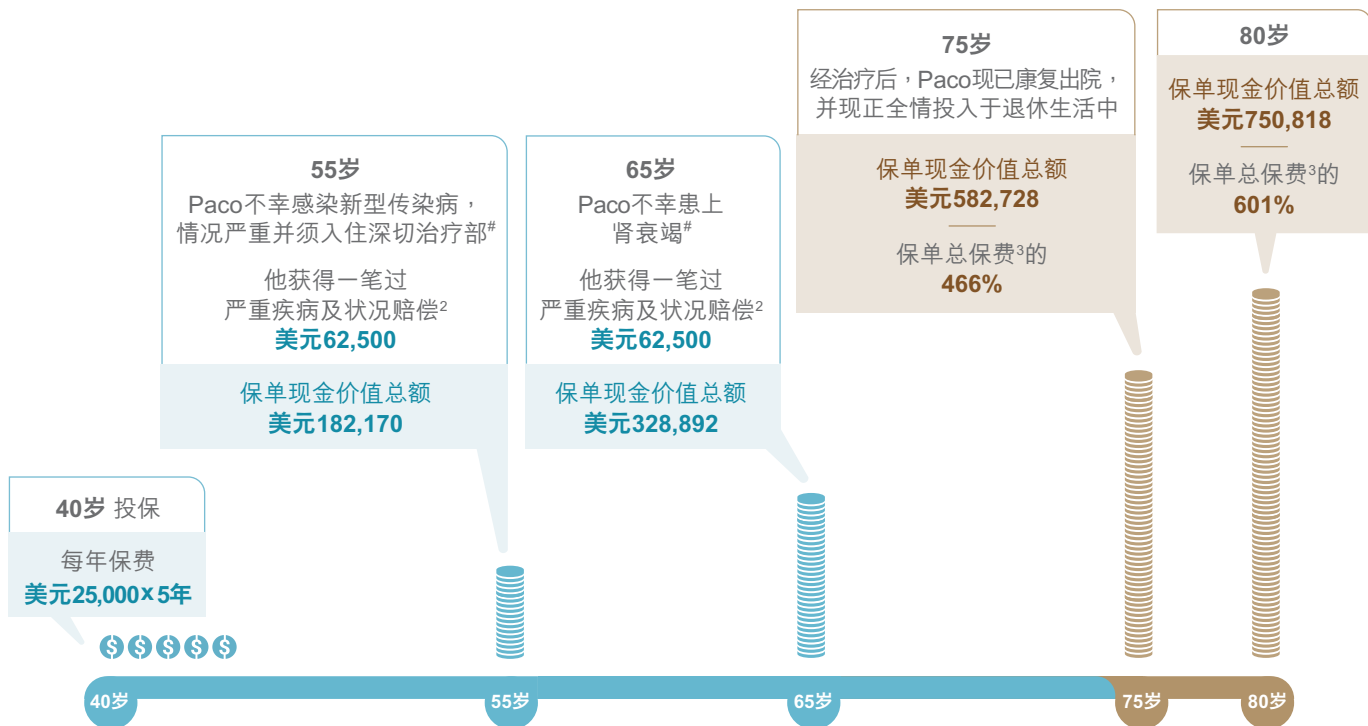 40岁 投保
每年保费
美元25,000 x 5年
55岁
Paco不幸感染新型传染病，
情况严重并须入住深切治疗部#
他获得一笔过
严重疾病及状况赔偿2
美元62,500
保单现金价值总额
美元182,170
65岁
Paco不幸患上
肾衰竭#
他获得一笔过
严重疾病及状况赔偿2
美元62,500
保单现金价值总额
美元328,892
75岁
经治疗后，Paco现已康复出院，
并现正全情投入于退休生活中
保单现金价值总额
美元582,728
保单总保费3的
466%
80岁
保单现金价值总额
美元750,818
保单总保费3的
601%
$ $ $ $ $
40岁
55岁
65岁
75岁
80岁